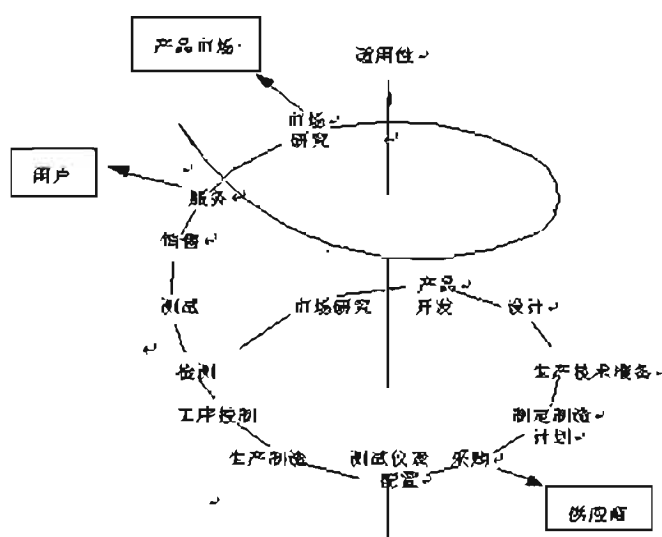 产品市场
适用性
市场
研究
用户
服务
销售
测试
市场研究
产品
开发
设计
检测
生产技术准备
工序控制
制定制造
计划
生产制造
测试仪表
配置
采购
供应商